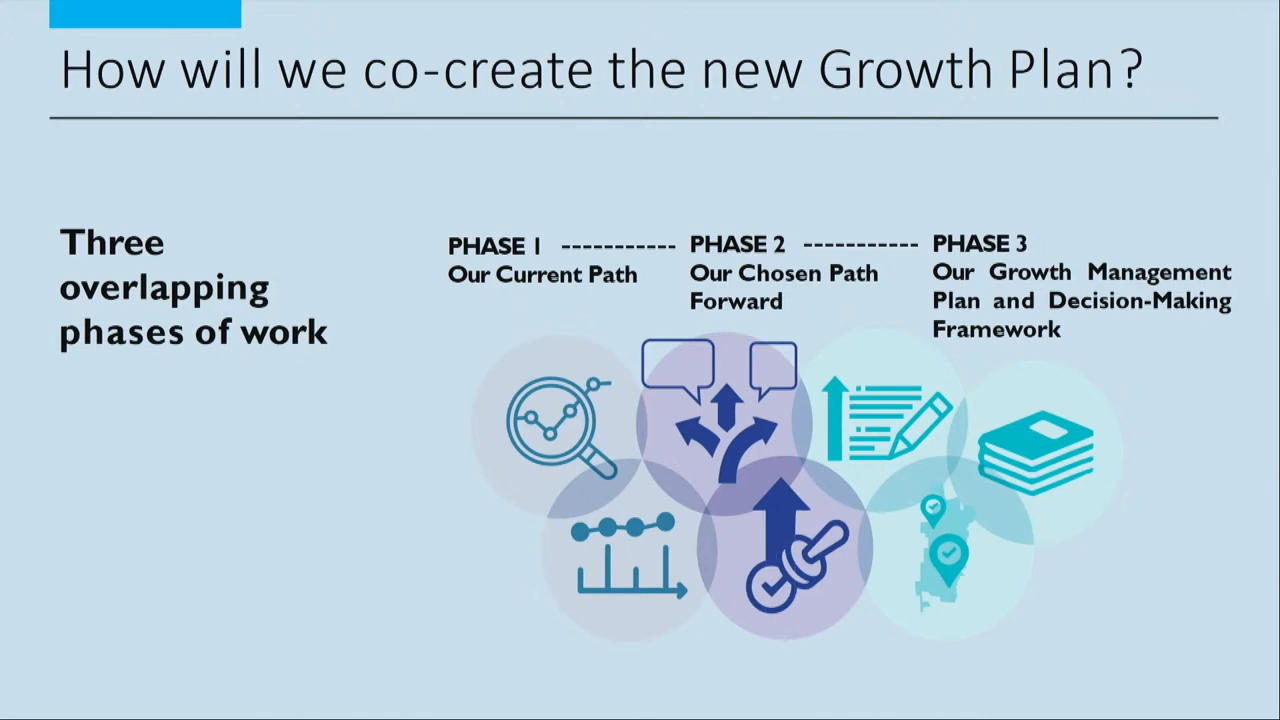 How will we co-create the new Growth Plan?
Three
overlapping
phases of work
PHASE 1 -----------
Our Current Path
PHASE 2 -----------
Our Chosen Path
Forward
PHASE 3
Our Growth Management
Plan and Decision-Making
Framework